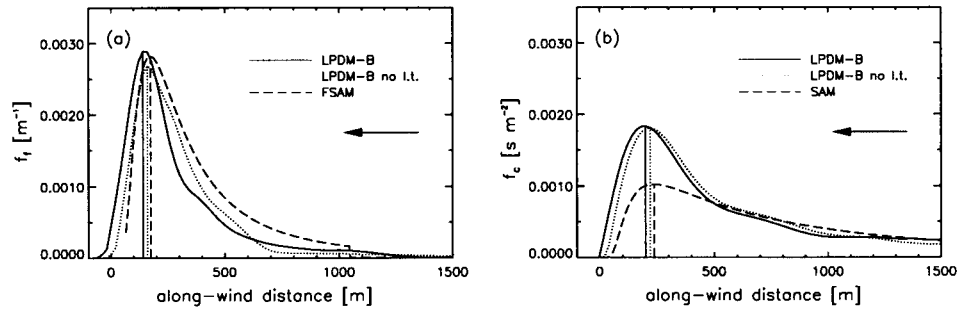 (a)
LPDM-B
LPDM-B no l.t.
FSAM
0.0030
0.0020
0.0010
0.0000
f_f [m⁻¹]
0
500
1000
1500
along-wind distance [m]
(b)
LPDM-B
LPDM-B no l.t.
SAM
0.0030
0.0020
0.0010
0.0000
f_c [s m⁻²]
0
500
1000
1500
along-wind distance [m]